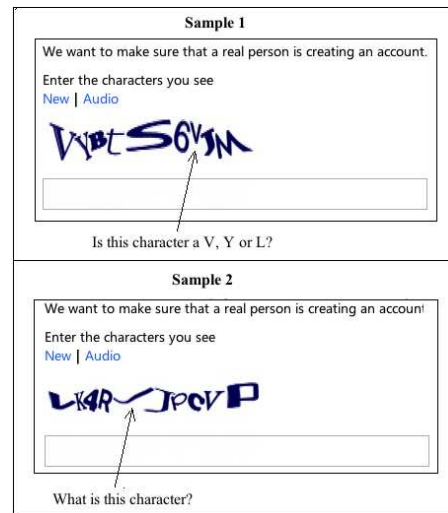 Sample 1
We want to make sure that a real person is creating an account.
Enter the characters you see
New | Audio
Is this character a V, Y or L?
Sample 2
We want to make sure that a real person is creating an account
Enter the characters you see
New | Audio
What is this character?